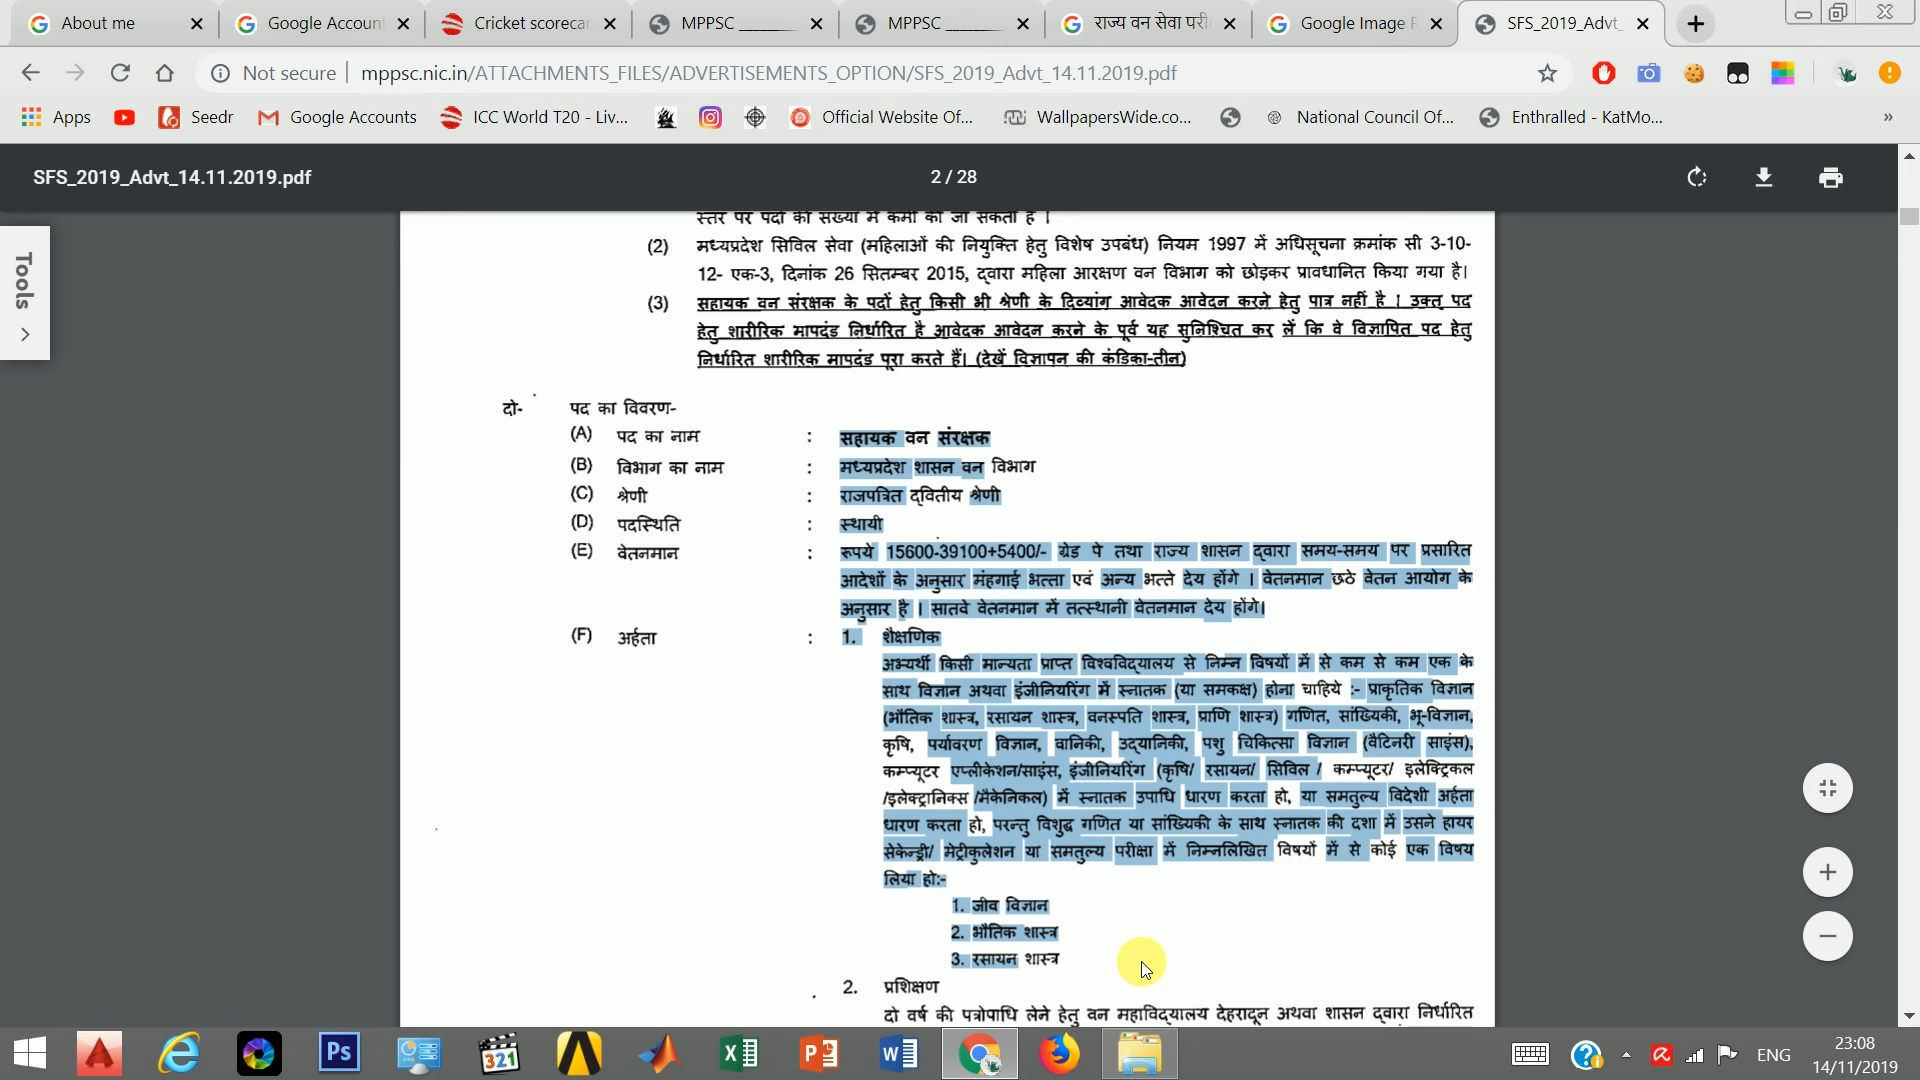 About me
Google Accoun
Cricket scoreca
MPPSC ______
MPPSC ______
राज्य वन सेवा परी
Google Image R
SFS_2019_Advt_
Not secure
mppsc.nic.in/ATTACHMENTS_FILES/ADVERTISEMENTS_OPTION/SFS_2019_Advt_14.11.2019.pdf
Apps
Seedr
Google Accounts
ICC World T20 - Liv...
Official Website Of...
WallpapersWide.co...
National Council Of...
Enthralled - KatMo...
»
SFS_2019_Advt_14.11.2019.pdf
2 / 28
Tools
स्तर पर पदों की संख्या में कमी की जा सकती है ।
(2) मध्यप्रदेश सिविल सेवा (महिलाओं की नियुक्ति हेतु विशेष उपबंध) नियम 1997 में अधिसूचना क्रमांक सी 3-10-
12- एक-3, दिनांक 26 सितम्बर 2015, द्वारा महिला आरक्षण वन विभाग को छोड़कर प्रावधानित किया गया है।
(3) सहायक वन संरक्षक के पदों हेतु किसी भी श्रेणी के दिव्यांग आवेदक आवेदन करने हेतु पात्र नहीं है । उक्त पद
हेतु शारीरिक मापदंड निर्धारित है आवेदक आवेदन करने के पूर्व यह सुनिश्चित कर लें कि वे विज्ञापित पद हेतु
निर्धारित शारीरिक मापदंड पूरा करते हैं। (देखें विज्ञापन की कंडिका-तीन)
दो- पद का विवरण-
(A) पद का नाम : सहायक वन संरक्षक
(B) विभाग का नाम : मध्यप्रदेश शासन वन विभाग
(C) श्रेणी : राजपत्रित द्वितीय श्रेणी
(D) पदस्थिति : स्थायी
(E) वेतनमान : रूपये 15600-39100+5400/- ग्रेड पे तथा राज्य शासन द्वारा समय-समय पर प्रसारित
आदेशों के अनुसार मंहगाई भत्ता एवं अन्य भत्ते देय होंगे । वेतनमान छठे वेतन आयोग के
अनुसार है । सातवे वेतनमान में तत्स्थानी वेतनमान देय होंगे।
(F) अर्हता : 1. शैक्षणिक
अभ्यर्थी किसी मान्यता प्राप्त विश्वविद्यालय से निम्न विषयों में से कम से कम एक के
साथ विज्ञान अथवा इंजीनियरिंग में स्नातक (या समकक्ष) होना चाहिये :- प्राकृतिक विज्ञान
(भौतिक शास्त्र, रसायन शास्त्र, वनस्पति शास्त्र, प्राणि शास्त्र) गणित, सांख्यिकी, भू-विज्ञान,
कृषि, पर्यावरण विज्ञान, वानिकी, उद्यानिकी, पशु चिकित्सा विज्ञान (वैटिनरी साइंस),
कम्प्यूटर एप्लीकेशन/साइंस, इंजीनियरिंग (कृषि/ रसायन/ सिविल / कम्प्यूटर/ इलेक्ट्रिकल
/इलेक्ट्रानिक्स /मैकेनिकल) में स्नातक उपाधि धारण करता हो, या समतुल्य विदेशी अर्हता
धारण करता हो, परन्तु विशुद्ध गणित या सांख्यिकी के साथ स्नातक की दशा में उसने हायर
सेकेन्ड्री/ मेट्रीकुलेशन या समतुल्य परीक्षा में निम्नलिखित विषयों में से कोई एक विषय
लिया हो:-
1. जीव विज्ञान
2. भौतिक शास्त्र
3. रसायन शास्त्र
2. प्रशिक्षण
दो वर्ष की पत्रोपाधि लेने हेतु वन महाविद्यालय देहरादून अथवा शासन द्वारा निर्धारित
Ps
321
ENG
23:08
14/11/2019